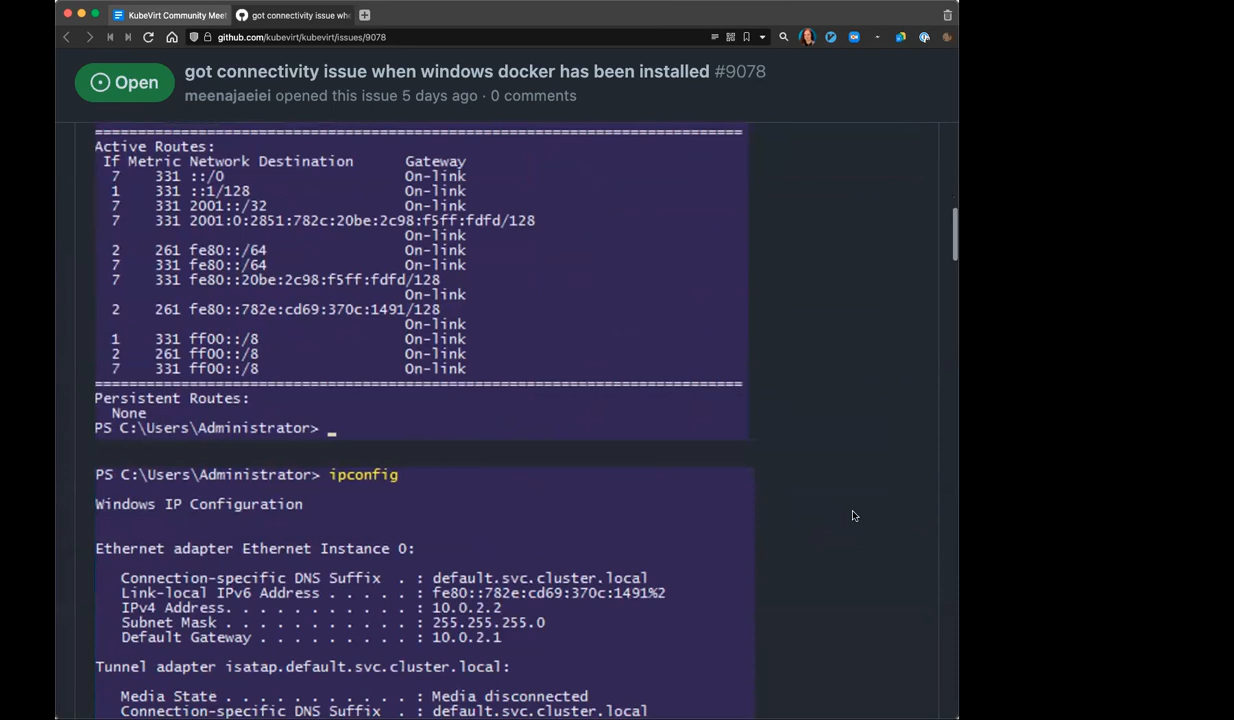 KubeVirt Community Meet
got connectivity issue whe
github.com/kubevirt/kubevirt/issues/9078
Open
got connectivity issue when windows docker has been installed #9078
meenajaeiei opened this issue 5 days ago · 0 comments
===========================================================================
Active Routes:
If Metric Network Destination Gateway
7 331 ::/0 On-link
1 331 ::1/128 On-link
7 331 2001::/32 On-link
7 331 2001:0:2851:782c:20be:2c98:f5ff:fdfd/128
On-link
2 261 fe80::/64 On-link
7 331 fe80::/64 On-link
7 331 fe80::20be:2c98:f5ff:fdfd/128
On-link
2 261 fe80::782e:cd69:370c:1491/128
On-link
1 331 ff00::/8 On-link
2 261 ff00::/8 On-link
7 331 ff00::/8 On-link
===========================================================================
Persistent Routes:
None
PS C:\Users\Administrator> _
PS C:\Users\Administrator> ipconfig
Windows IP Configuration
Ethernet adapter Ethernet Instance 0:
Connection-specific DNS Suffix . : default.svc.cluster.local
Link-local IPv6 Address . . . . . : fe80::782e:cd69:370c:1491%2
IPv4 Address. . . . . . . . . . . : 10.0.2.2
Subnet Mask . . . . . . . . . . . : 255.255.255.0
Default Gateway . . . . . . . . . : 10.0.2.1
Tunnel adapter isatap.default.svc.cluster.local:
Media State . . . . . . . . . . . : Media disconnected
Connection-specific DNS Suffix . : default.svc.cluster.local